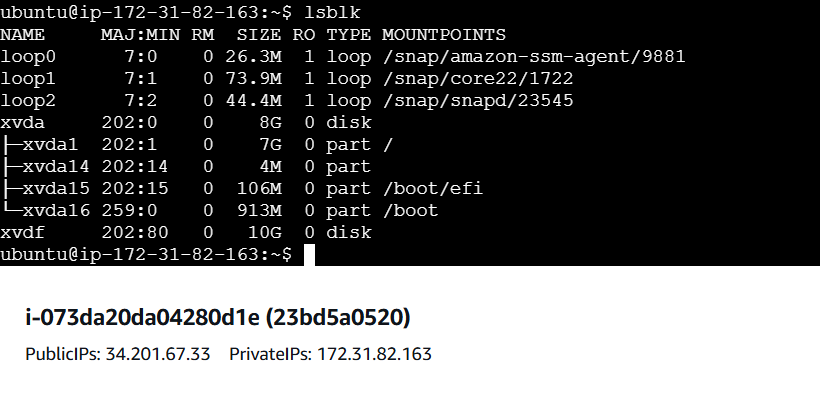 ubuntu@ip-172-31-82-163:~$ lsblk
NAME     MAJ:MIN RM   SIZE RO TYPE MOUNTPOINTS
loop0      7:0    0  26.3M  1 loop /snap/amazon-ssm-agent/9881
loop1      7:1    0  73.9M  1 loop /snap/core22/1722
loop2      7:2    0  44.4M  1 loop /snap/snapd/23545
xvda     202:0    0     8G  0 disk
├─xvda1  202:1    0     7G  0 part /
├─xvda14 202:14   0     4M  0 part
├─xvda15 202:15   0   106M  0 part /boot/efi
└─xvda16 259:0    0   913M  0 part /boot
xvdf     202:80   0    10G  0 disk
ubuntu@ip-172-31-82-163:~$
i-073da20da04280d1e (23bd5a0520)
PublicIPs: 34.201.67.33    PrivateIPs: 172.31.82.163